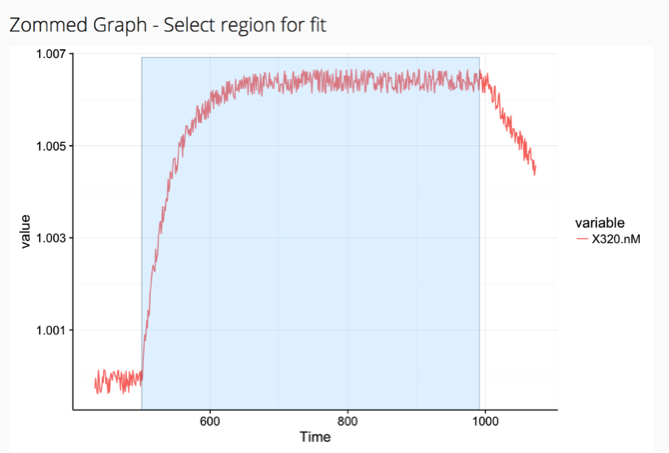 Zommed Graph - Select region for fit
1.007
1.005
1.003
1.001
value
600
800
1000
Time
variable
X320.nM